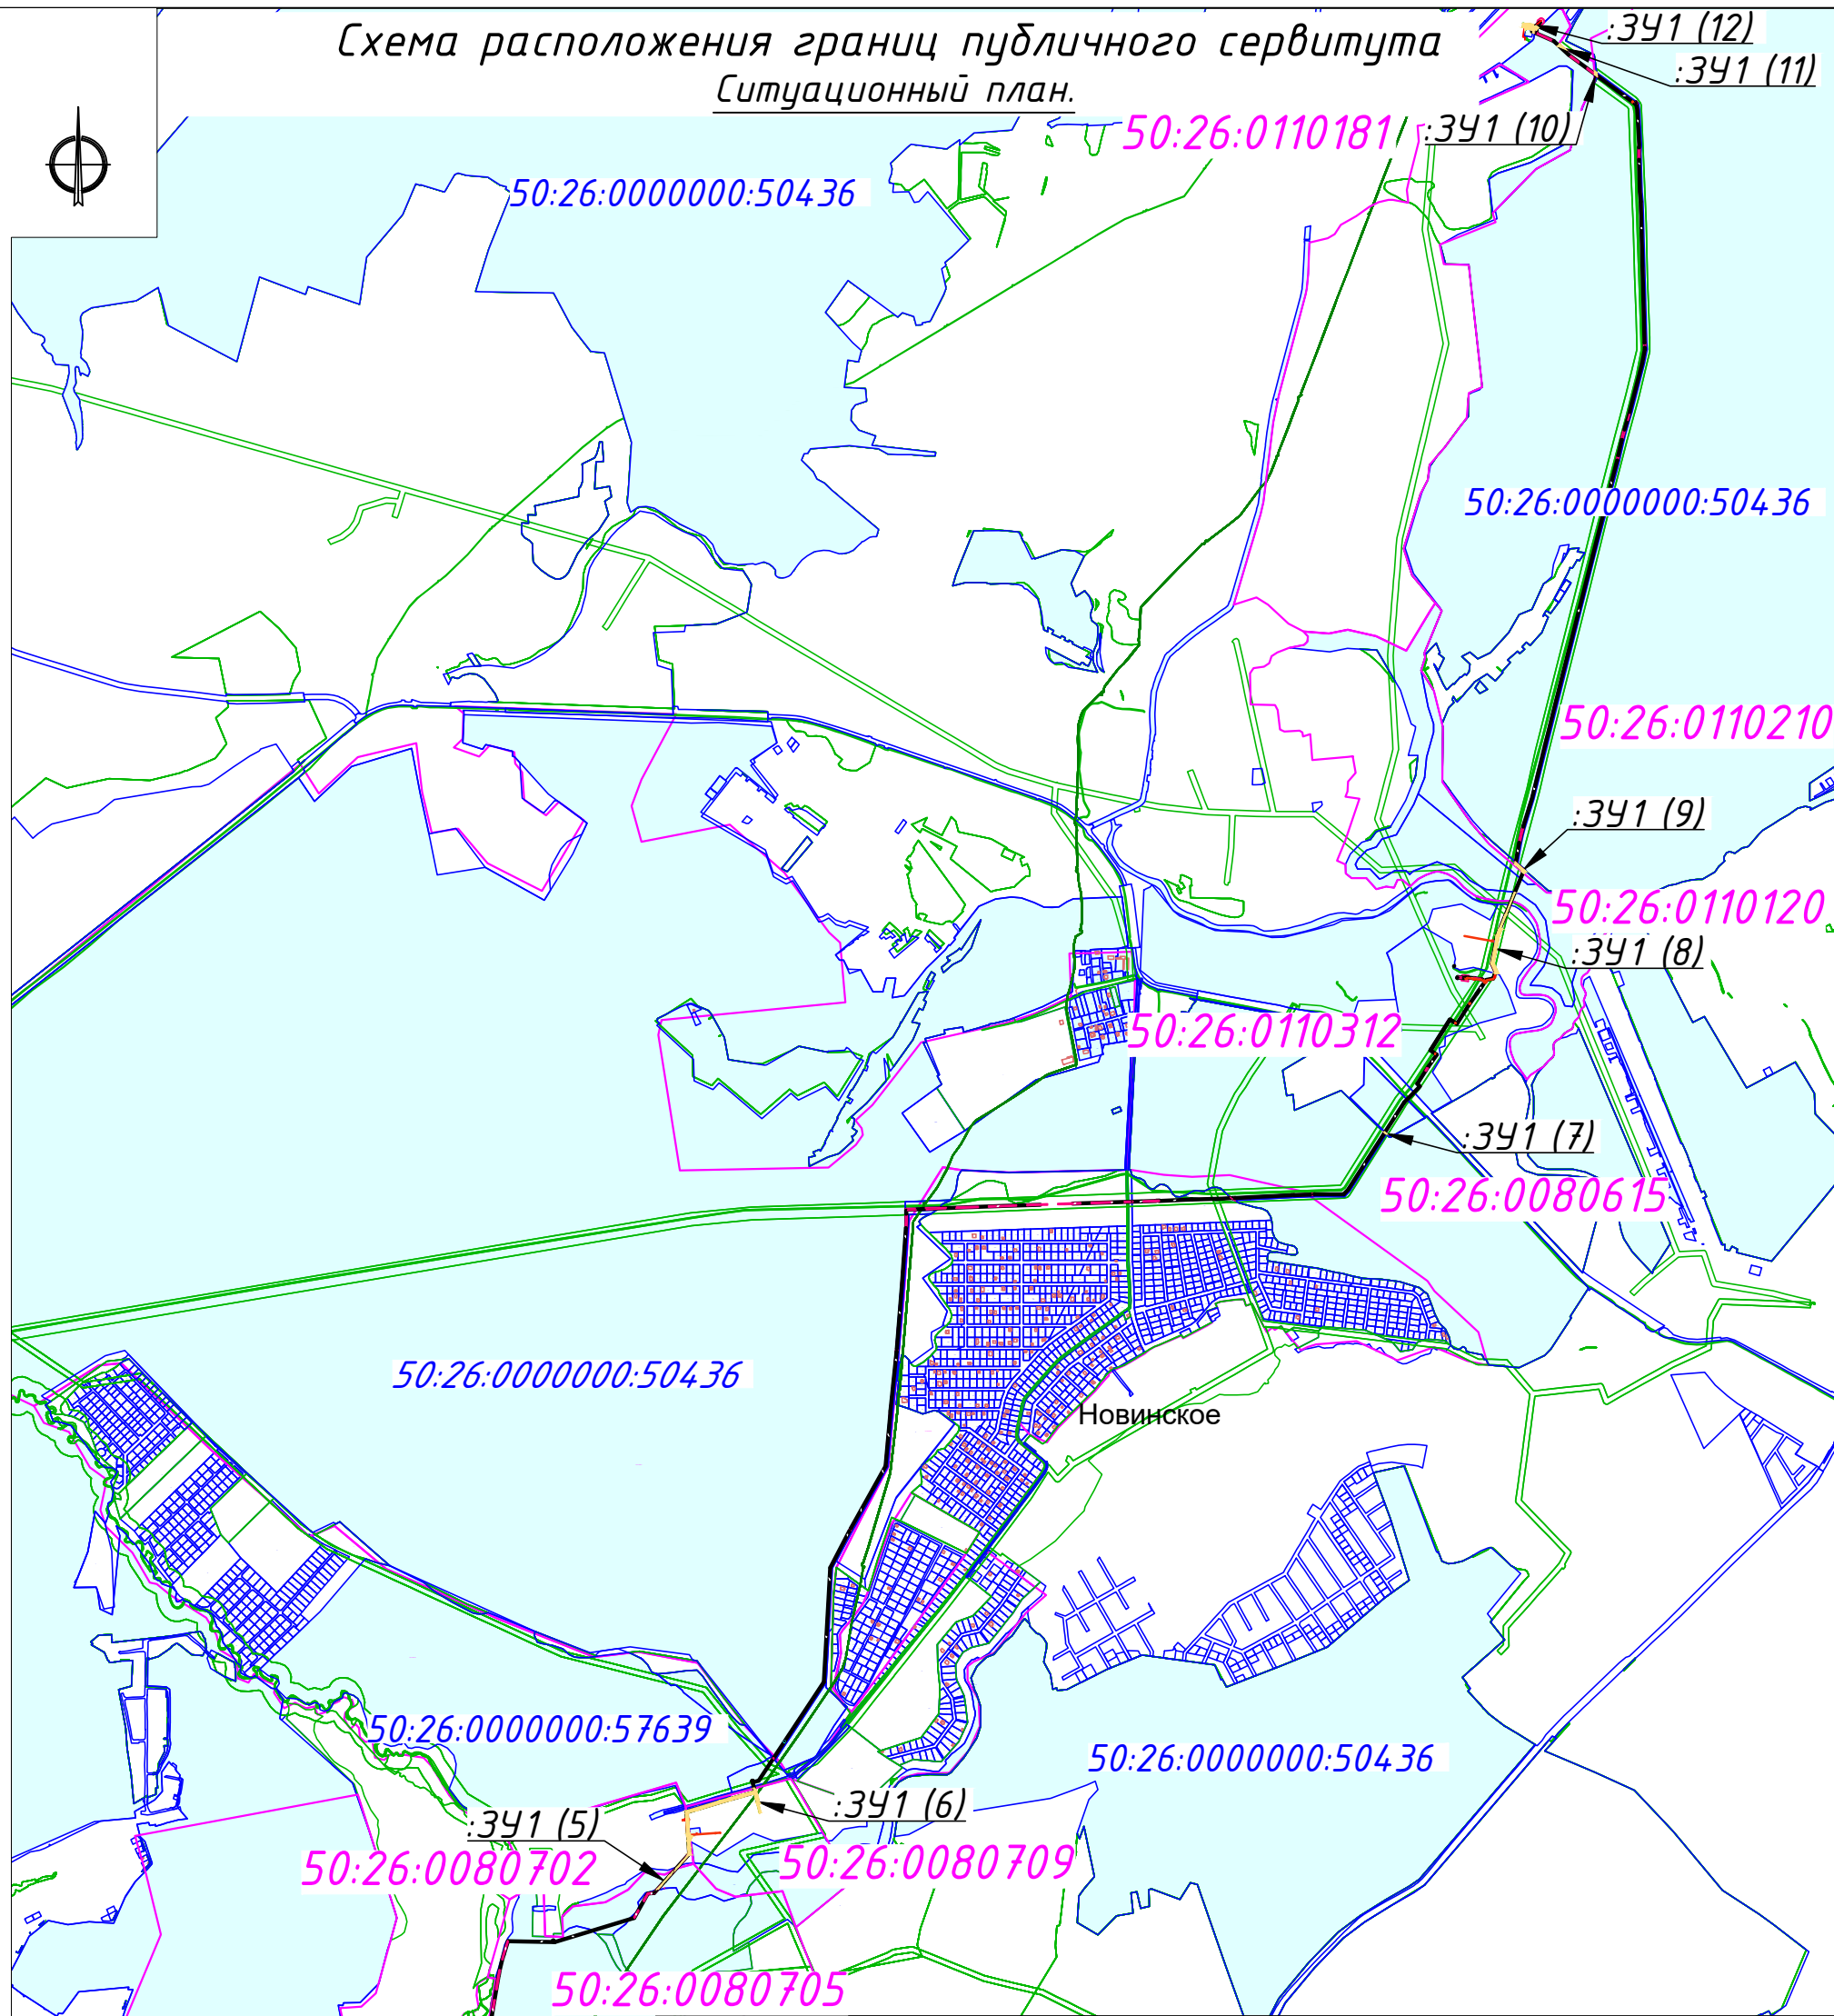 Схема расположения границ публичного сервитута
Ситуационный план.
:ЗУ1 (12)
:ЗУ1 (11)
50:26:0110181
:ЗУ1 (10)
50:26:0000000:50436
50:26:0000000:50436
50:26:0110210
:ЗУ1 (9)
50:26:0110120
:ЗУ1 (8)
50:26:0110312
:ЗУ1 (7)
50:26:0080615
50:26:0000000:50436
Новинское
50:26:0000000:57639
50:26:0000000:50436
:ЗУ1 (6)
:ЗУ1 (5)
50:26:0080702
50:26:0080709
50:26:0080705